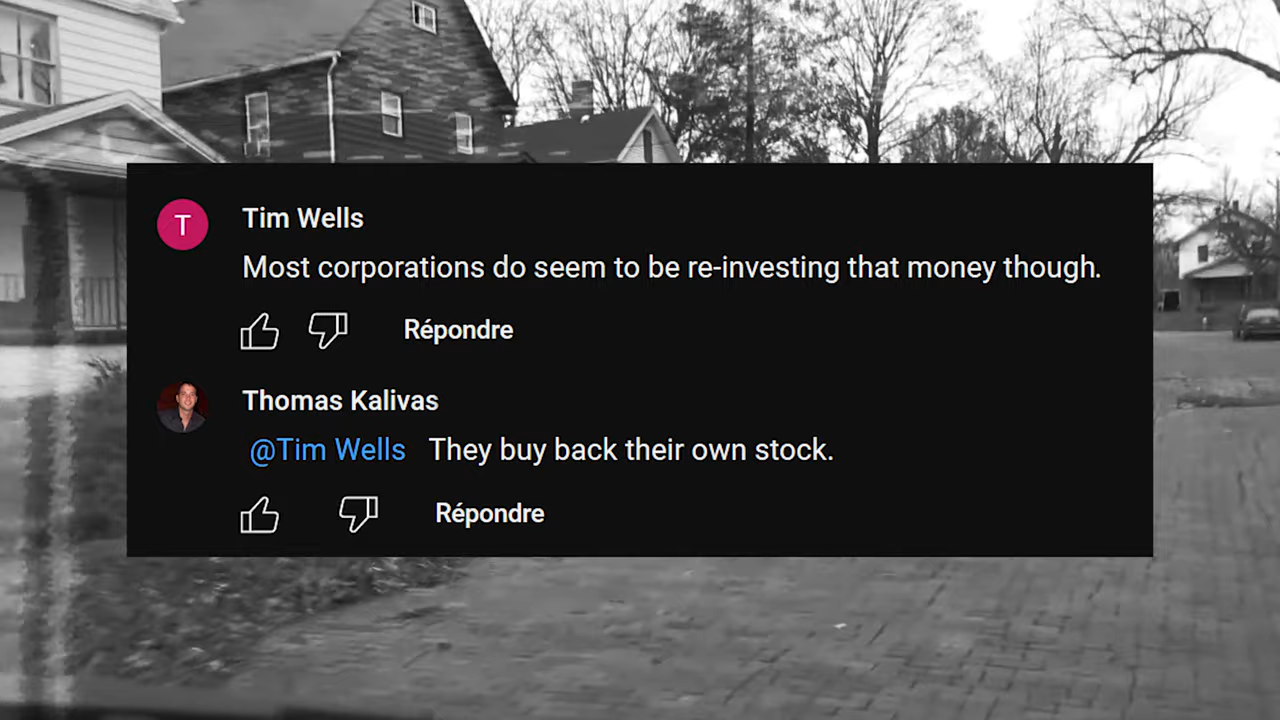 T
Tim Wells
Most corporations do seem to be re-investing that money though.
Répondre
Thomas Kalivas
@Tim Wells They buy back their own stock.
Répondre